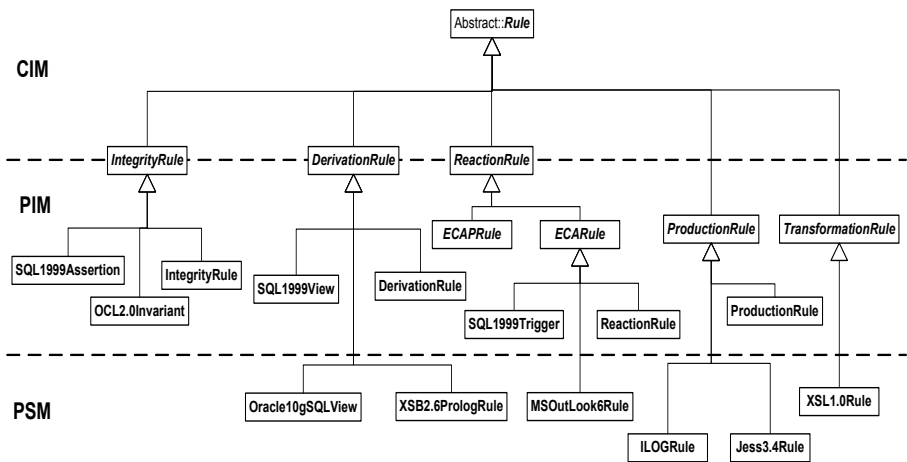 Abstract::Rule
CIM
IntegrityRule
DerivationRule
ReactionRule
PIM
ECAPRule
ECARule
ProductionRule
TransformationRule
SQL1999Assertion
IntegrityRule
SQL1999View
DerivationRule
OCL2.0Invariant
SQL1999Trigger
ReactionRule
ProductionRule
PSM
Oracle10gSQLView
XSB2.6PrologRule
MSOutLook6Rule
XSL1.0Rule
ILOGRule
Jess3.4Rule